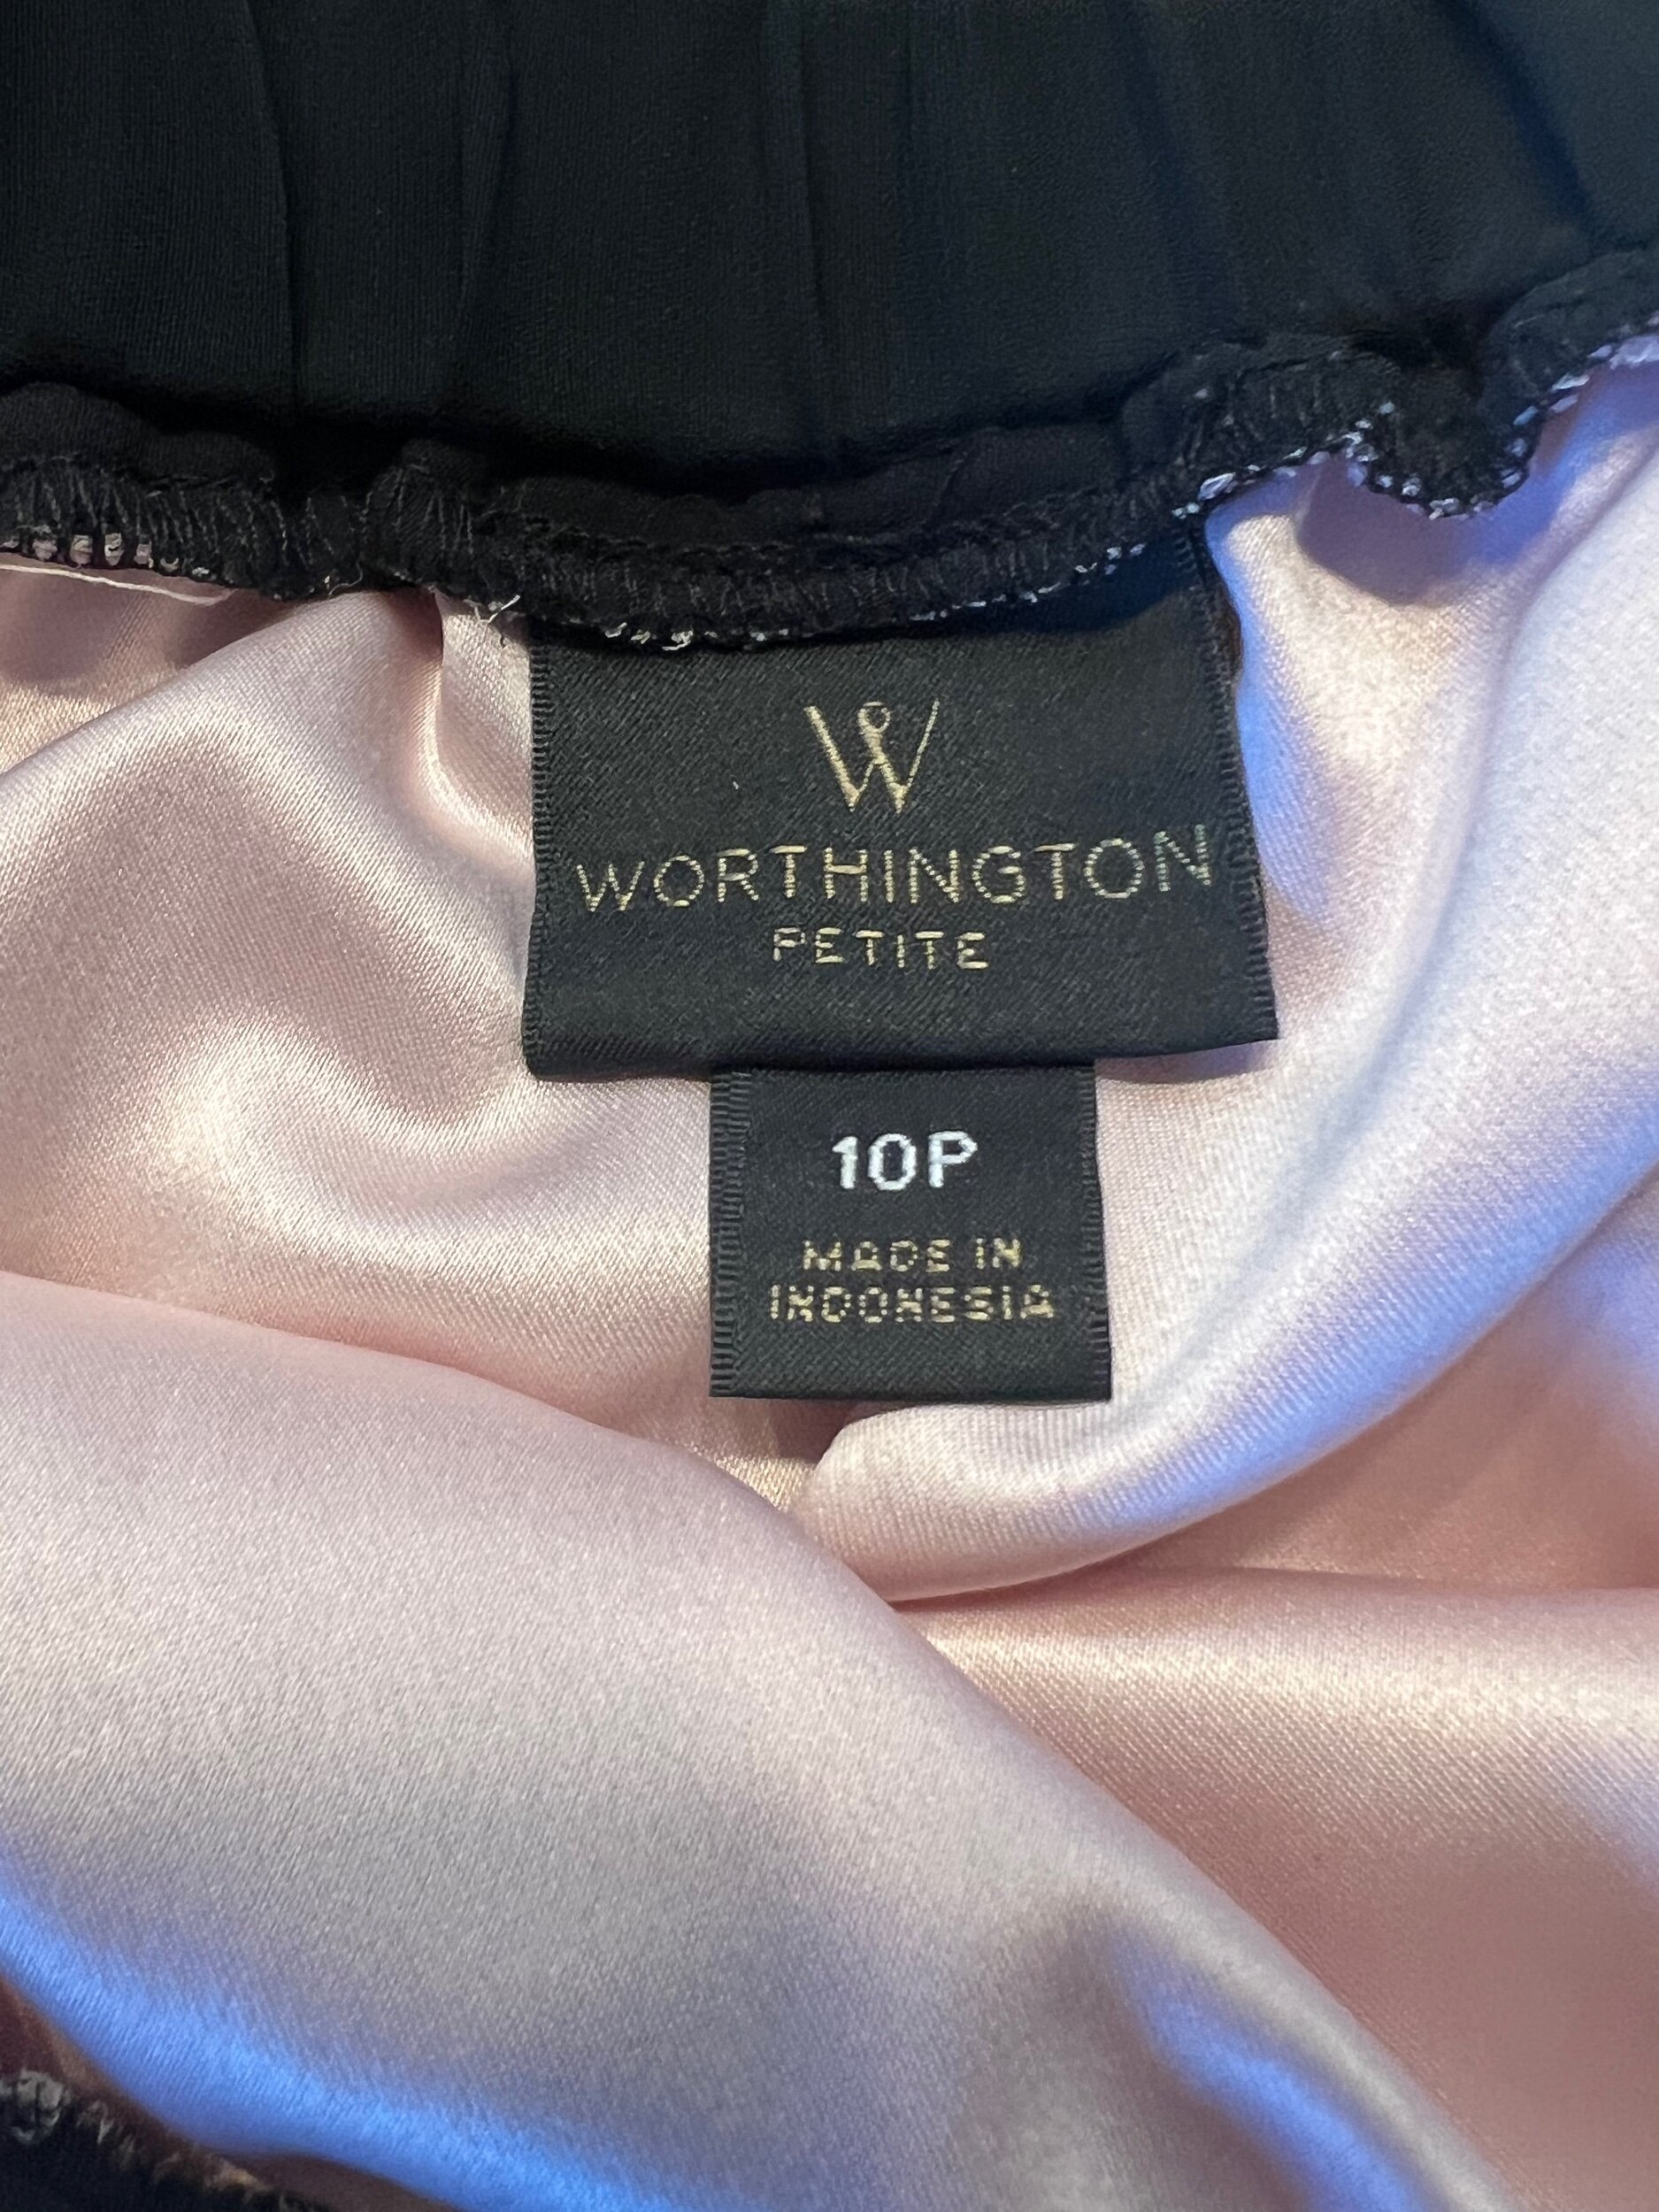 W
WORTHINGTON
PETITE
10P
MADE IN
INDONESIA